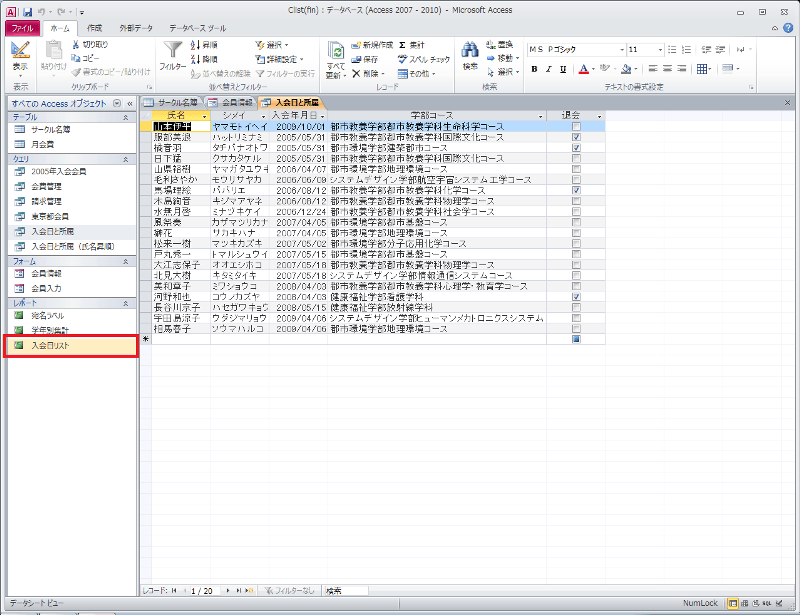 Clist(fin) : データベース (Access 2007 - 2010) - Microsoft Access
ファイル ホーム 作成 外部データ データベース ツール
表示 貼り付け 切り取り コピー 書式のコピー/貼り付け
フィルター 昇順 降順 並べ替えの解除 選択 詳細設定 フィルターの実行
すべて更新 新規作成 保存 削除 集計 スペル チェック その他
検索 置換 移動 選択
MS Pゴシック 11
B I U A
表示 クリップボード 並べ替えとフィルター レコード 検索 テキストの書式設定
すべての Access オブジェクト
テーブル
サークル名簿
月会費
クエリ
2005年入会会員
会費管理
請求管理
東京都会員
入会日と所属
入会日と所属（氏名昇順）
フォーム
会員情報
会員入力
レポート
宛名ラベル
学年別集計
入会日リスト
サークル名簿 会員情報 入会日と所属
氏名 シメイ 入会年月日 学部コース 退会
ヤマモトイヘイ 2009/10/01 都市教養学部都市教養学科生命科学コース
服部美浪 ハットリミナミ 2005/05/31 都市教養学部都市教養学科国際文化コース
橘音羽 タチバナオトワ 2005/05/31 都市環境学部建築都市コース
日下猛 クサカタケル 2005/05/31 都市教養学部都市教養学科国際文化コース
山県裕樹 ヤマガタユウキ 2006/04/07 都市環境学部地理環境コース
毛利さやか モウリサヤカ 2006/06/09 システムデザイン学部航空宇宙システム工学コース
馬場理絵 ババリエ 2006/08/12 都市教養学部都市教養学科化学コース
木島絢音 キジマアヤネ 2006/08/12 都市教養学部都市教養学科物理学コース
水無月啓 ミナヅキケイ 2006/12/24 都市教養学部都市教養学科社会学コース
風祭奏 カザマツリカナ 2007/04/05 都市環境学部都市基盤コース
榊花 サカキハナ 2007/04/05 都市環境学部地理環境コース
松来一樹 マツキカズキ 2007/05/02 都市環境学部分子応用化学コース
戸丸秀一 トマルシュウイ 2007/05/15 都市環境学部都市基盤コース
大江志保子 オオエシホコ 2007/05/18 都市教養学部都市教養学科物理学コース
北見大樹 キタミタイキ 2007/05/18 システムデザイン学部情報通信システムコース
美和章子 ミワショウコ 2008/04/03 都市教養学部都市教養学科心理学・教育学コース
河野和也 コウノカズヤ 2008/04/03 健康福祉学部看護学科
長谷川京子 ハセガワキョウ 2008/05/15 健康福祉学部放射線学科
宇田島涼子 ウダジマリョウ 2009/04/06 システムデザイン学部ヒューマンメカトロニクスシステム
相馬春子 ソウマハルコ 2009/04/06 都市環境学部地理環境コース
レコード: 1 / 20 フィルターなし 検索
データシート ビュー NumLock SQL